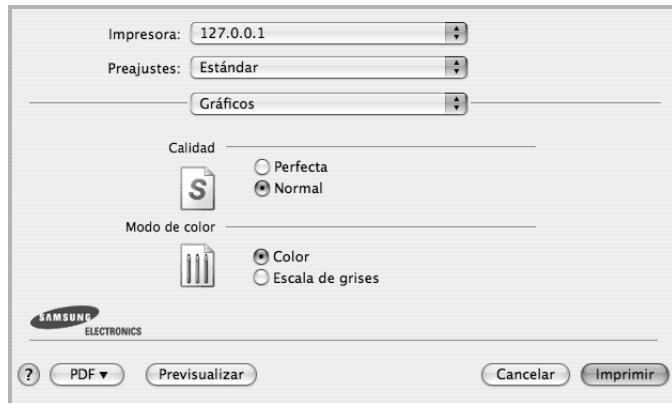 Impresora: 127.0.0.1
Preajustes: Estándar
Gráficos
Calidad
Perfecta
S
Normal
Modo de color
Color
Escala de grises
SAMSUNG
ELECTRONICS
? PDF ▼ Previsualizar Cancelar Imprimir